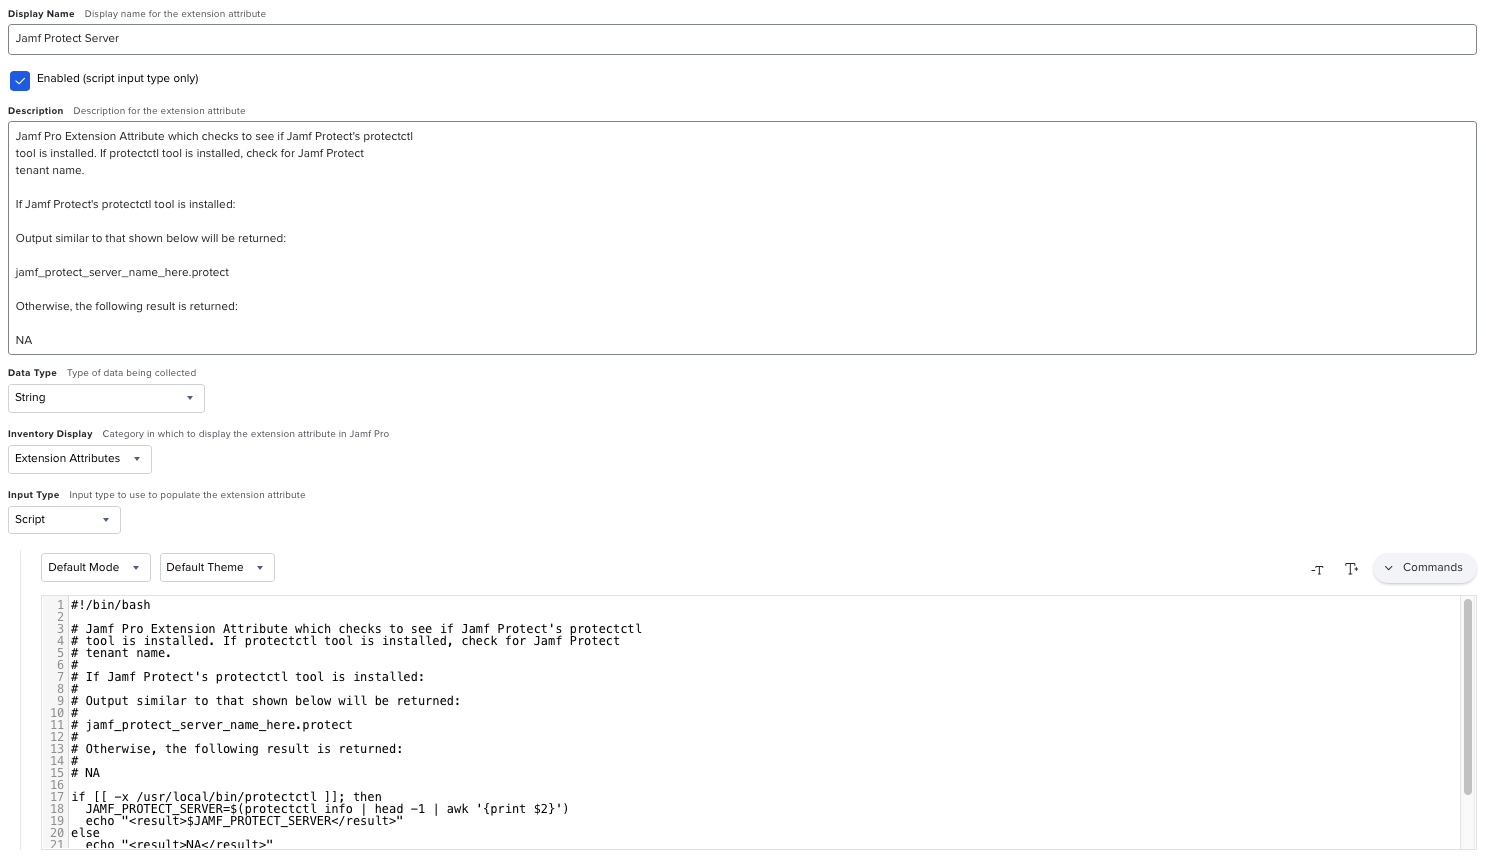 Display Name Display name for the extension attribute
Jamf Protect Server
Enabled (script input type only)
Description Description for the extension attribute
Jamf Pro Extension Attribute which checks to see if Jamf Protect's protectctl
tool is installed. If protectctl tool is installed, check for Jamf Protect
tenant name.
If Jamf Protect's protectctl tool is installed:
Output similar to that shown below will be returned:
jamf_protect_server_name_here.protect
Otherwise, the following result is returned:
NA
Data Type Type of data being collected
String
Inventory Display Category in which to display the extension attribute in Jamf Pro
Extension Attributes
Input Type Input type to use to populate the extension attribute
Script
Default Mode Default Theme -T T+ Commands
1 #!/bin/bash
2
3 # Jamf Pro Extension Attribute which checks to see if Jamf Protect's protectctl
4 # tool is installed. If protectctl tool is installed, check for Jamf Protect
5 # tenant name.
6 #
7 # If Jamf Protect's protectctl tool is installed:
8 #
9 # Output similar to that shown below will be returned:
10 #
11 # jamf_protect_server_name_here.protect
12 #
13 # Otherwise, the following result is returned:
14 #
15 # NA
16
17 if [[ -x /usr/local/bin/protectctl ]]; then
18 JAMF_PROTECT_SERVER=$(protectctl info | head -1 | awk '{print $2}')
19 echo "<result>$JAMF_PROTECT_SERVER</result>"
20 else
21 echo "<result>NA</result>"